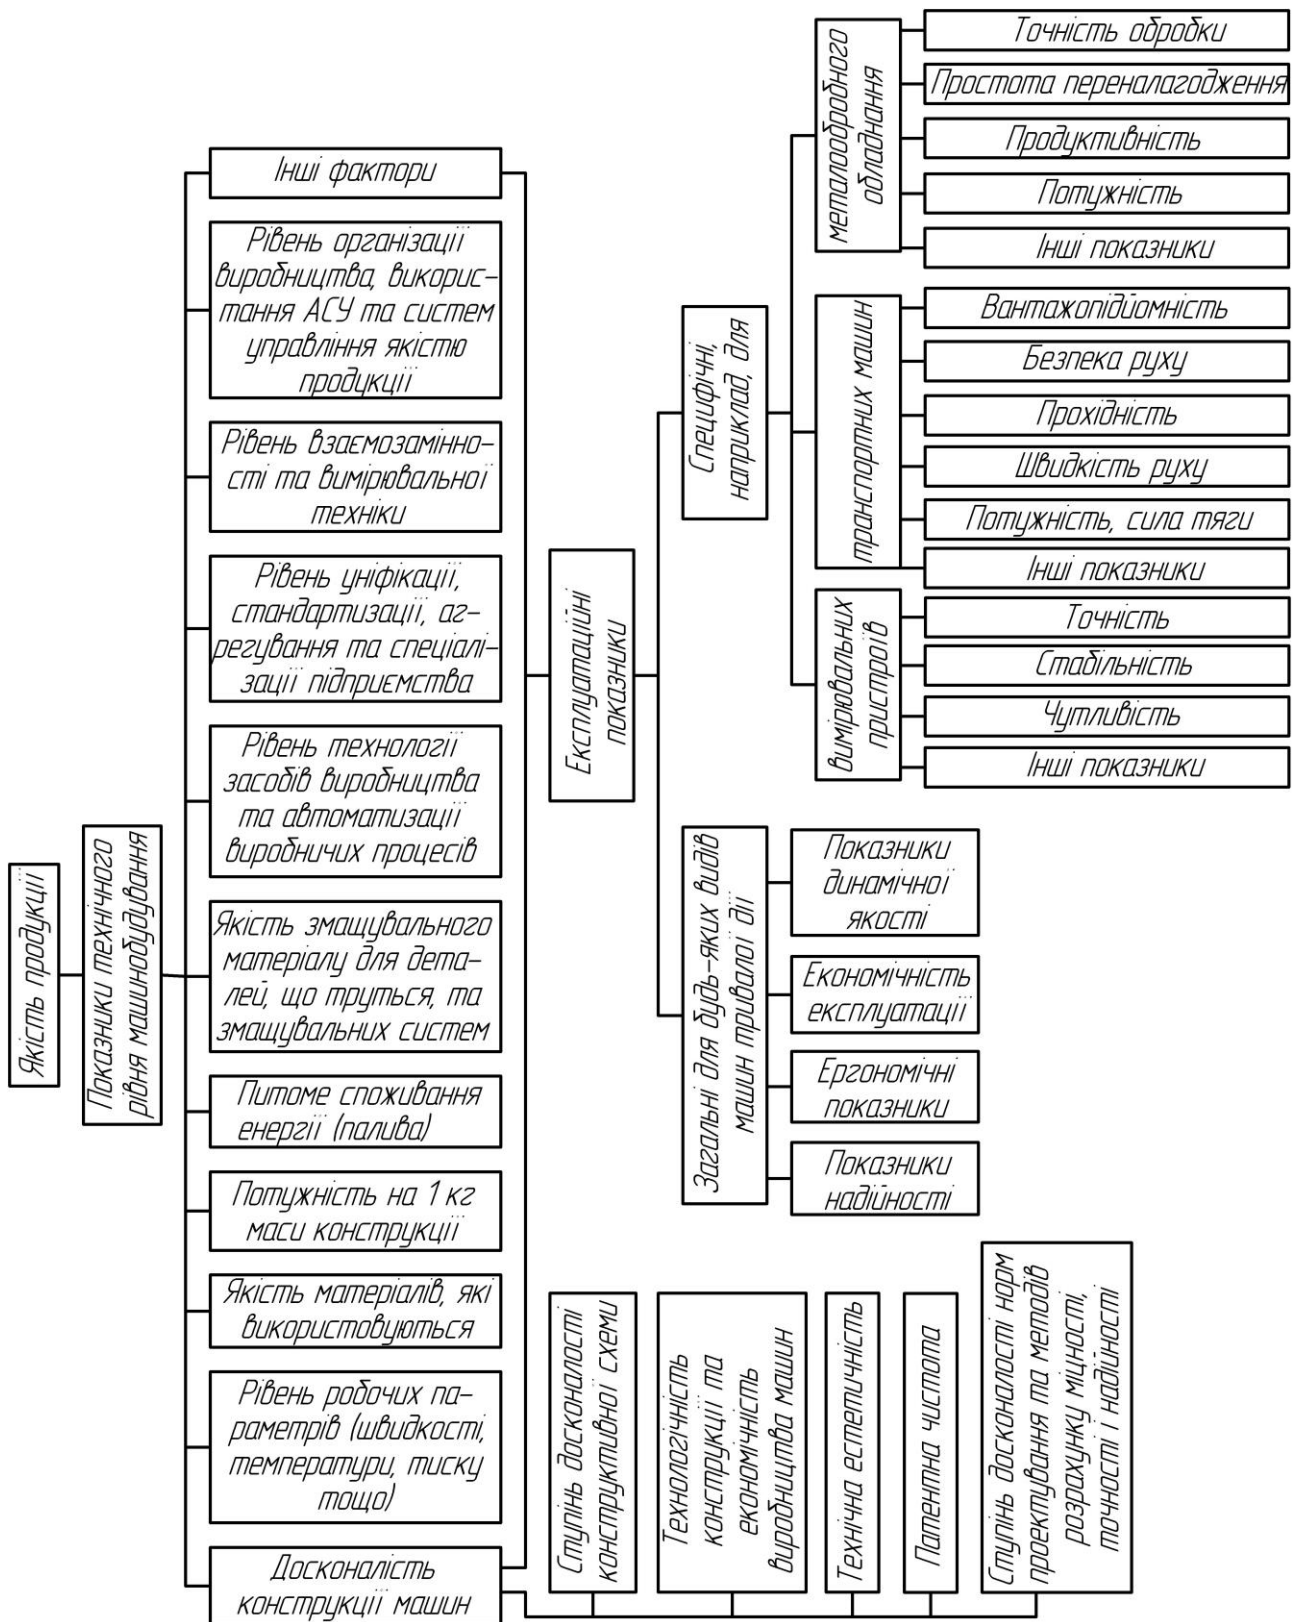 Якість продукції
Показники технічного
рівня машинобудування
Інші фактори
Рівень організації
виробництва, викорис-
тання АСУ та систем
управління якістю
продукції
Рівень взаємозамінно-
сті та вимірювальної
техніки
Рівень уніфікації,
стандартизації, аг-
регування та спеціалі-
зації підприємства
Рівень технології
засобів виробництва
та автоматизації
виробничих процесів
Якість змащувального
матеріалу для дета-
лей, що труться, та
змащувальних систем
Питоме споживання
енергії (палива)
Потужність на 1 кг
маси конструкції
Якість матеріалів, які
використовуються
Рівень робочих па-
раметрів (швидкості,
температури, тиску
тощо)
Досконалість
конструкції машин
Експлуатаційні
показники
Специфічні,
наприклад, для
металообробного
обладнання
Точність обробки
Простота переналагодження
Продуктивність
Потужність
Інші показники
транспортних машин
Вантажопідйомність
Безпека руху
Прохідність
Швидкість руху
Потужність, сила тяги
Інші показники
вимірювальних
пристроїв
Точність
Стабільність
Чутливість
Інші показники
Загальні для будь-яких видів
машин тривалої дії
Показники
динамічної
якості
Економічність
експлуатації
Ергономічні
показники
Показники
надійності
Ступінь досконалості
конструктивної схеми
Технологічність
конструкції та
економічність
виробництва машин
Технічна естетичність
Патентна чистота
Ступінь досконалості норм
проектування та методів
розрахунку міцності,
точності і надійності